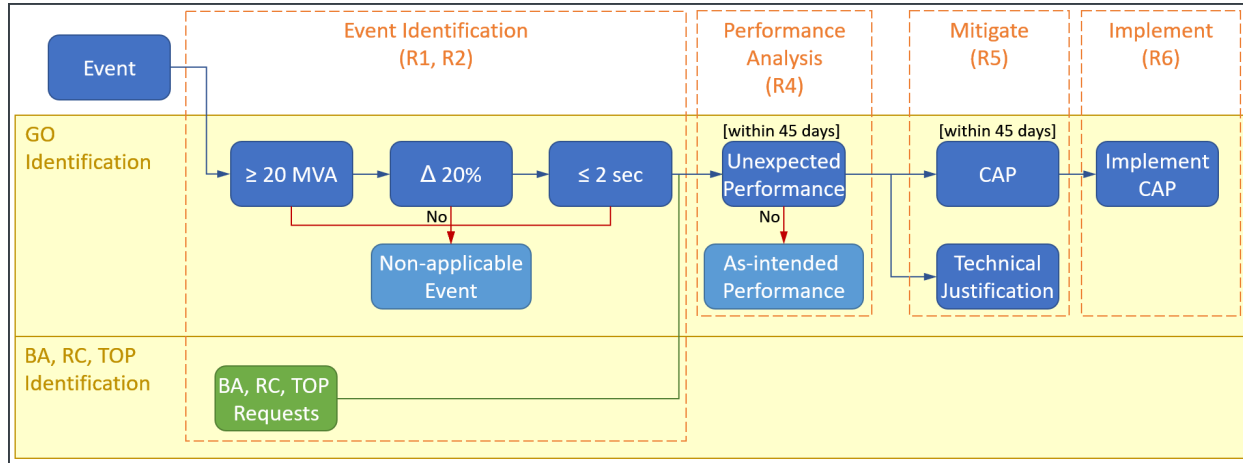 Event Identification
(R1, R2)
Performance
Analysis
(R4)
Mitigate
(R5)
Implement
(R6)
Event
GO
Identification
[within 45 days]
[within 45 days]
≥ 20 MVA
Δ 20%
≤ 2 sec
Unexpected
Performance
CAP
Implement
CAP
No
No
Non-applicable
Event
As-intended
Performance
Technical
Justification
BA, RC, TOP
Identification
BA, RC, TOP
Requests